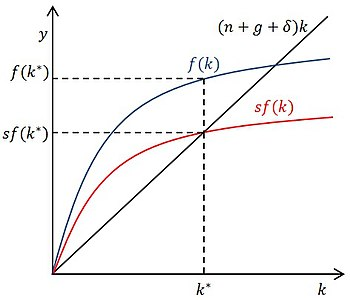 y
(n + g + δ)k
f(k*)
f(k)
sf(k)
sf(k*)
k*
k